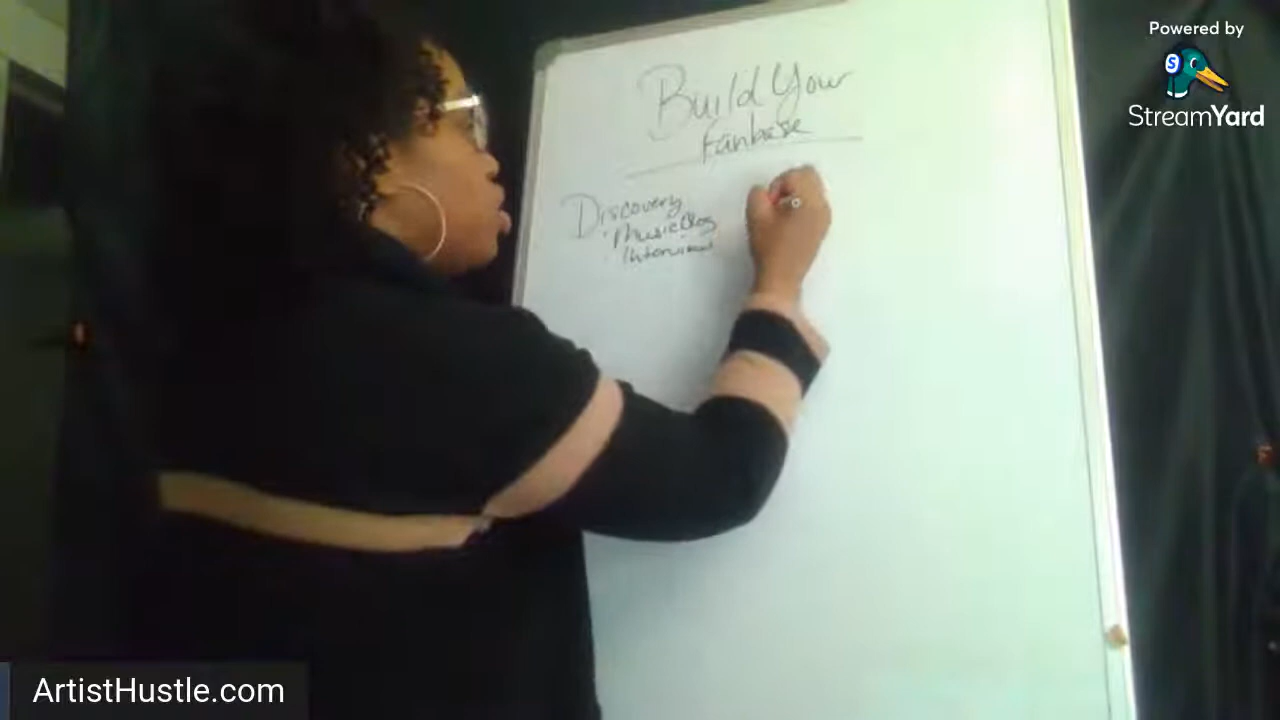 Powered by
S
StreamYard
Build Your
Fanbase
Discovery
Music Blog
Interviews
ArtistHustle.com